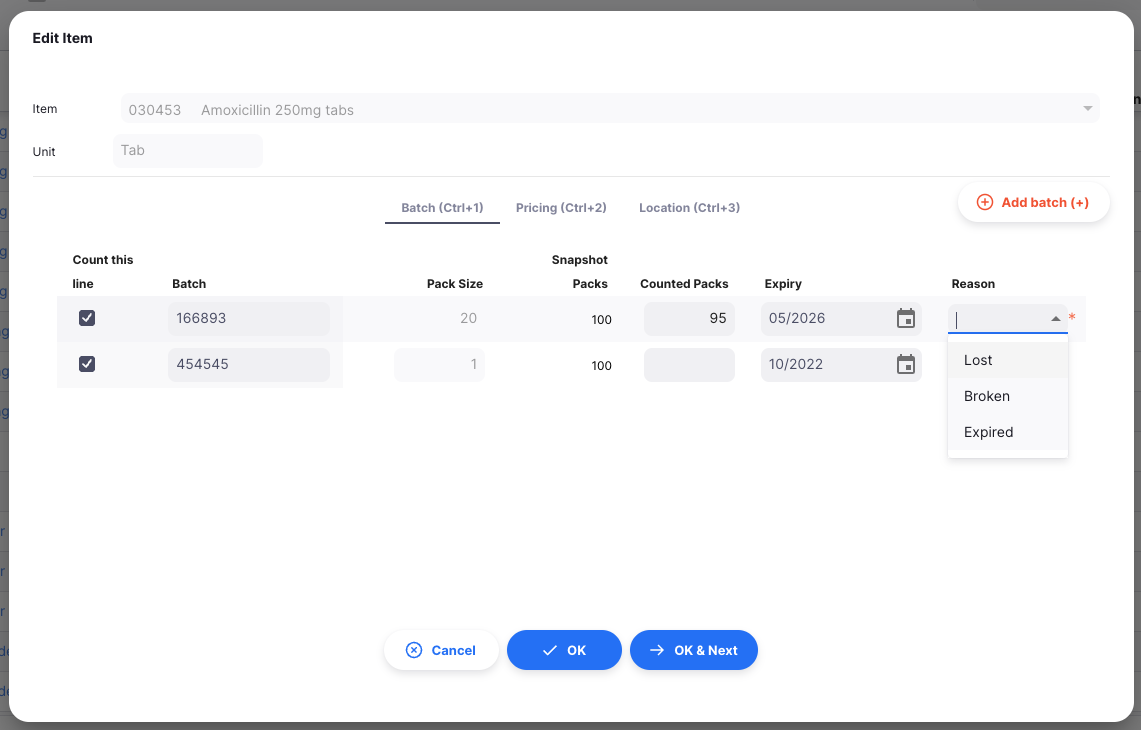 Edit Item
Item 030453 Amoxicillin 250mg tabs
Unit Tab
Batch (Ctrl+1) Pricing (Ctrl+2) Location (Ctrl+3) Add batch (+)
Count this line Batch Pack Size Snapshot Packs Counted Packs Expiry Reason
166893 20 100 95 05/2026 *
454545 1 100 10/2022
Lost
Broken
Expired
Cancel OK OK & Next